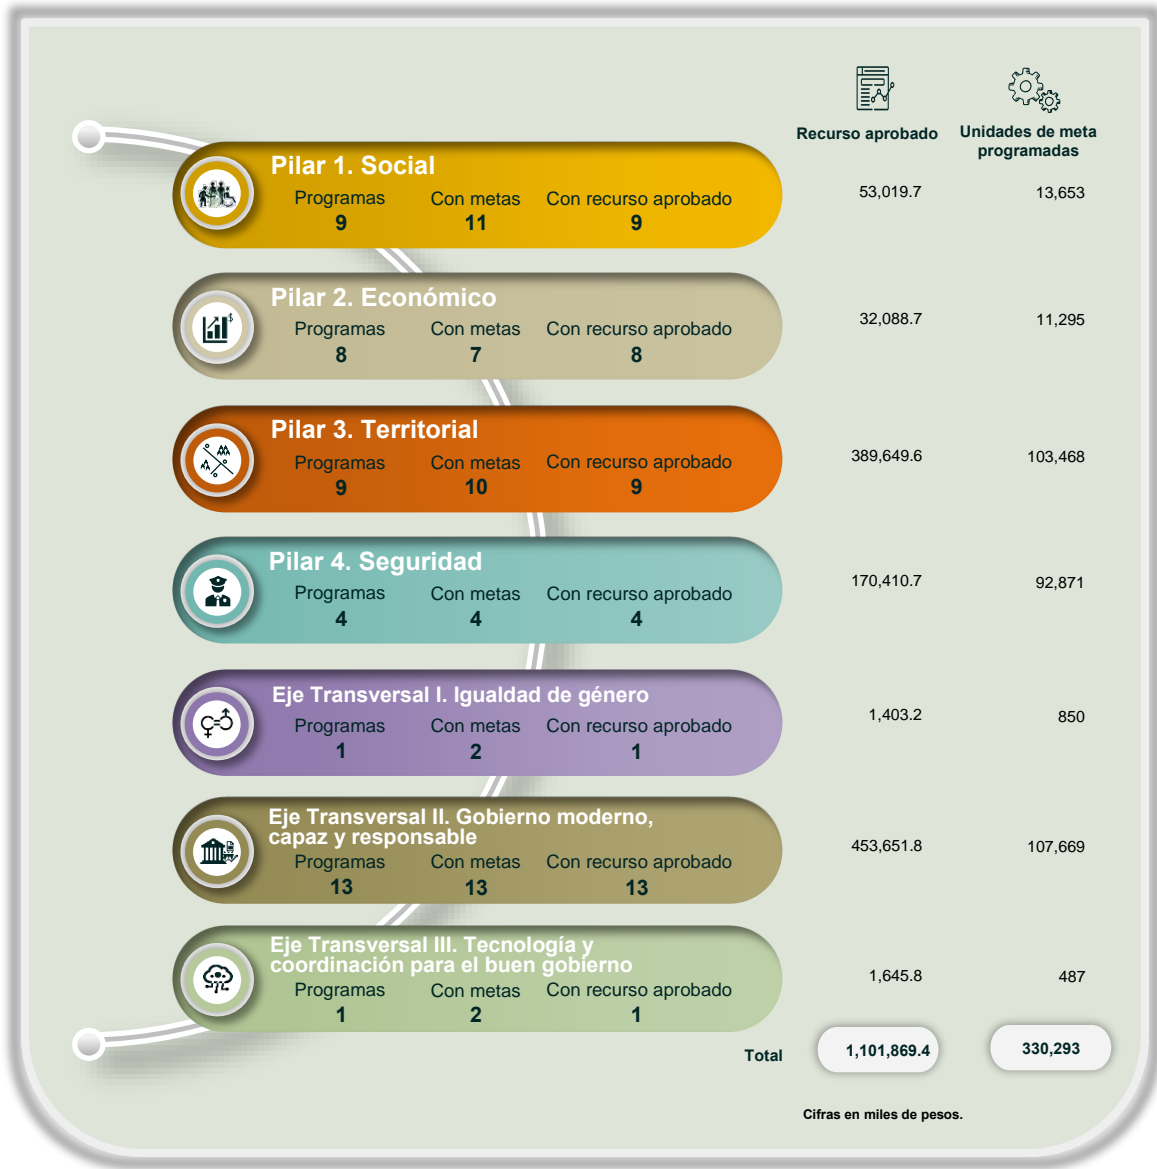 Recurso aprobado
Unidades de meta
programadas
Pilar 1. Social
Programas Con metas Con recurso aprobado
9 11 9
53,019.7 13,653
Pilar 2. Económico
Programas Con metas Con recurso aprobado
8 7 8
32,088.7 11,295
Pilar 3. Territorial
Programas Con metas Con recurso aprobado
9 10 9
389,649.6 103,468
Pilar 4. Seguridad
Programas Con metas Con recurso aprobado
4 4 4
170,410.7 92,871
Eje Transversal I. Igualdad de género
Programas Con metas Con recurso aprobado
1 2 1
1,403.2 850
Eje Transversal II. Gobierno moderno,
capaz y responsable
Programas Con metas Con recurso aprobado
13 13 13
453,651.8 107,669
Eje Transversal III. Tecnología y
coordinación para el buen gobierno
Programas Con metas Con recurso aprobado
1 2 1
1,645.8 487
Total 1,101,869.4 330,293
Cifras en miles de pesos.